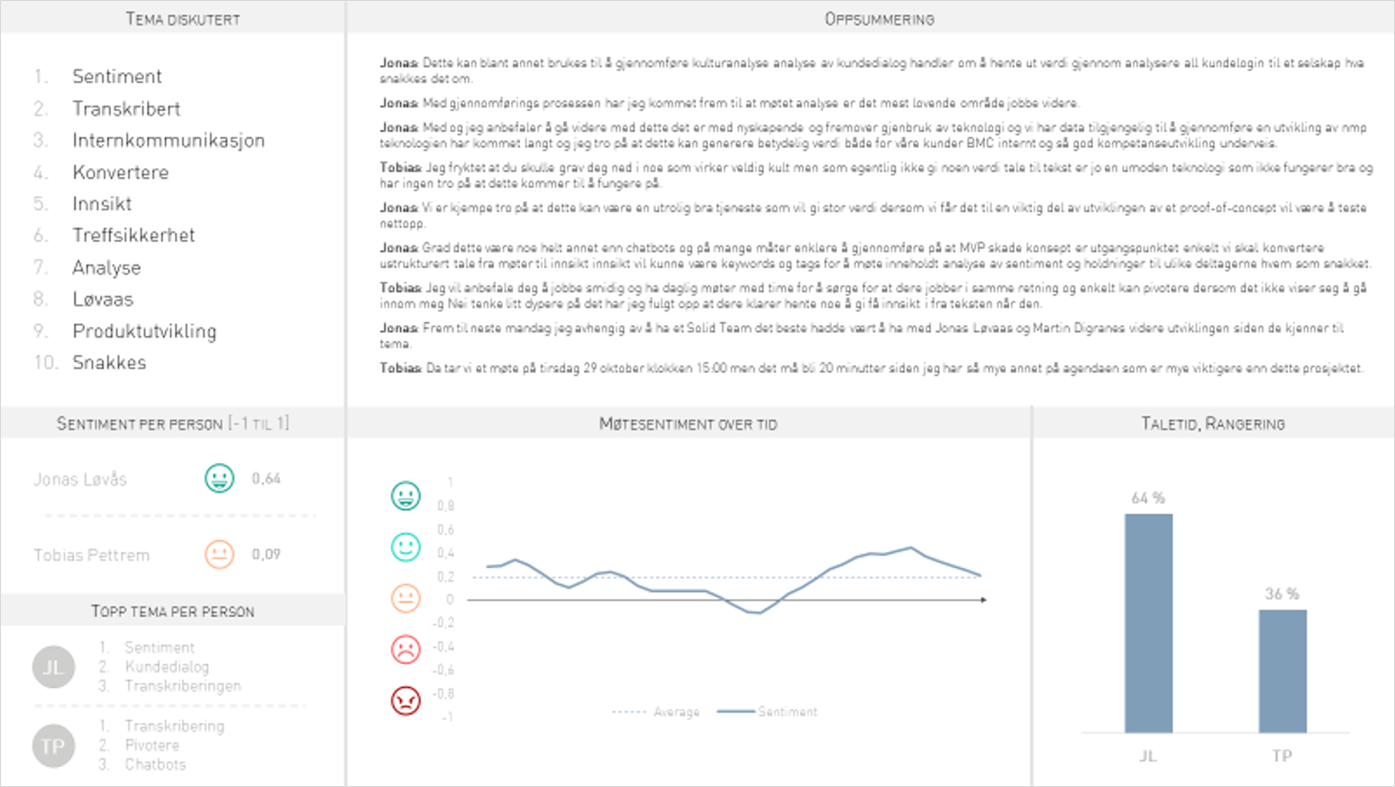 TEMA DISKUTERT
1. Sentiment
2. Transkribert
3. Internkommunikasjon
4. Konvertere
5. Innsikt
6. Treffsikkerhet
7. Analyse
8. Løvaas
9. Produktutvikling
10. Snakkes
OPPSUMMERING
Jonas: Dette kan blant annet brukes til å gjennomføre kulturanalyse analyse av kundedialog handler om å hente ut verdi gjennom analysere all kundelogin til et selskap hva
snakkes det om.
Jonas: Med gjennomførings prosessen har jeg kommet frem til at møtet analyse er det mest lovende område jobbe videre.
Jonas: Med og jeg anbefaler å gå videre med dette det er med nyskapende og fremover gjenbruk av teknologi og vi har data tilgjengelig til å gjennomføre en utvikling av nmp
teknologien har kommet langt og jeg tro på at dette kan generere betydelig verdi både for våre kunder BMC internt og så god kompetanseutvikling underveis.
Tobias: Jeg fryktet at du skulle grav deg ned i noe som virker veldig kult men som egentlig ikke gi noen verdi tale til tekst er jo en umoden teknologi som ikke fungerer bra og
har ingen tro på at dette kommer til å fungere på.
Jonas: Vi er kjempe tro på at dette kan være en utrolig bra tjeneste som vil gi stor verdi dersom vi får det til en viktig del av utviklingen av et proof-of-concept vil være å teste
nettopp.
Jonas: Grad dette være noe helt annet enn chatbots og på mange måter enklere å gjennomføre på at MVP skade konsept er utgangspunktet enkelt vi skal konvertere
ustrukturert tale fra møter til innsikt innsikt vil kunne være keywords og tags for å møte inneholdt analyse av sentiment og holdninger til ulike deltagerne hvem som snakket.
Tobias: Jeg vil anbefale deg å jobbe smidig og ha daglig møter med time for å sørge for at dere jobber i samme retning og enkelt kan pivotere dersom det ikke viser seg å gå
innom meg Nei tenke litt dypere på det har jeg fulgt opp at dere klarer hente noe å gi få innsikt i fra teksten når den.
Jonas: Frem til neste mandag jeg avhengig av å ha et Solid Team det beste hadde vært å ha med Jonas Løvaas og Martin Digranes videre utviklingen siden de kjenner til
tema.
Tobias: Da tar vi et møte på tirsdag 29 oktober klokken 15:00 men det må bli 20 minutter siden jeg har så mye annet på agendaen som er mye viktigere enn dette prosjektet.
SENTIMENT PER PERSON [-1 TIL 1]
Jonas Løvås 0,64
Tobias Pettrem 0,09
TOPP TEMA PER PERSON
JL
1. Sentiment
2. Kundedialog
3. Transkriberingen
TP
1. Transkribering
2. Pivotere
3. Chatbots
MØTESENTIMENT OVER TID
1
0,8
0,6
0,4
0,2
0
-0,2
-0,4
-0,6
-0,8
-1
Average Sentiment
TALETID, RANGERING
64 %
36 %
JL TP